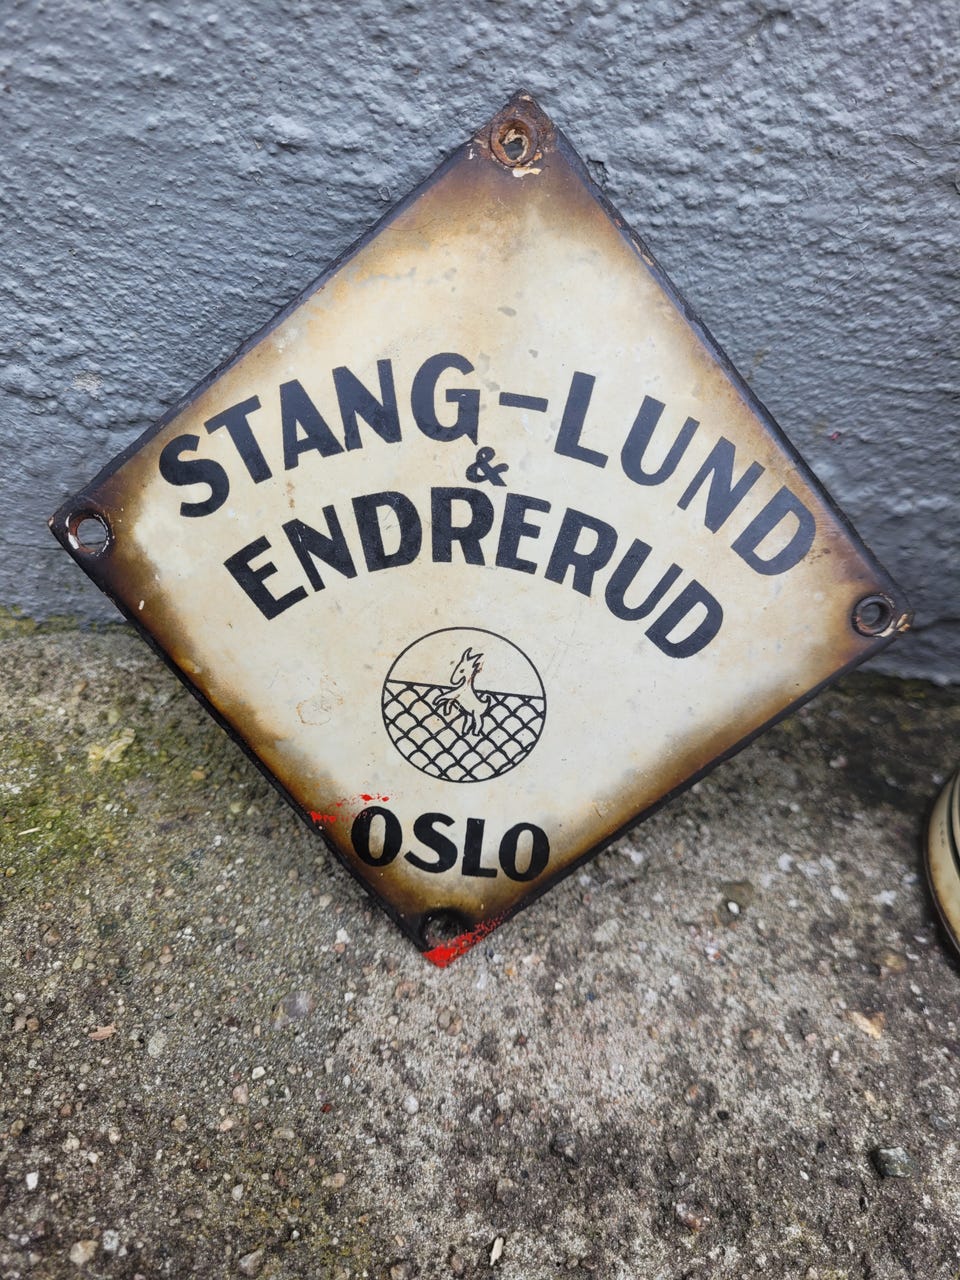 STANG-LUND
&
ENDRERUD
OSLO